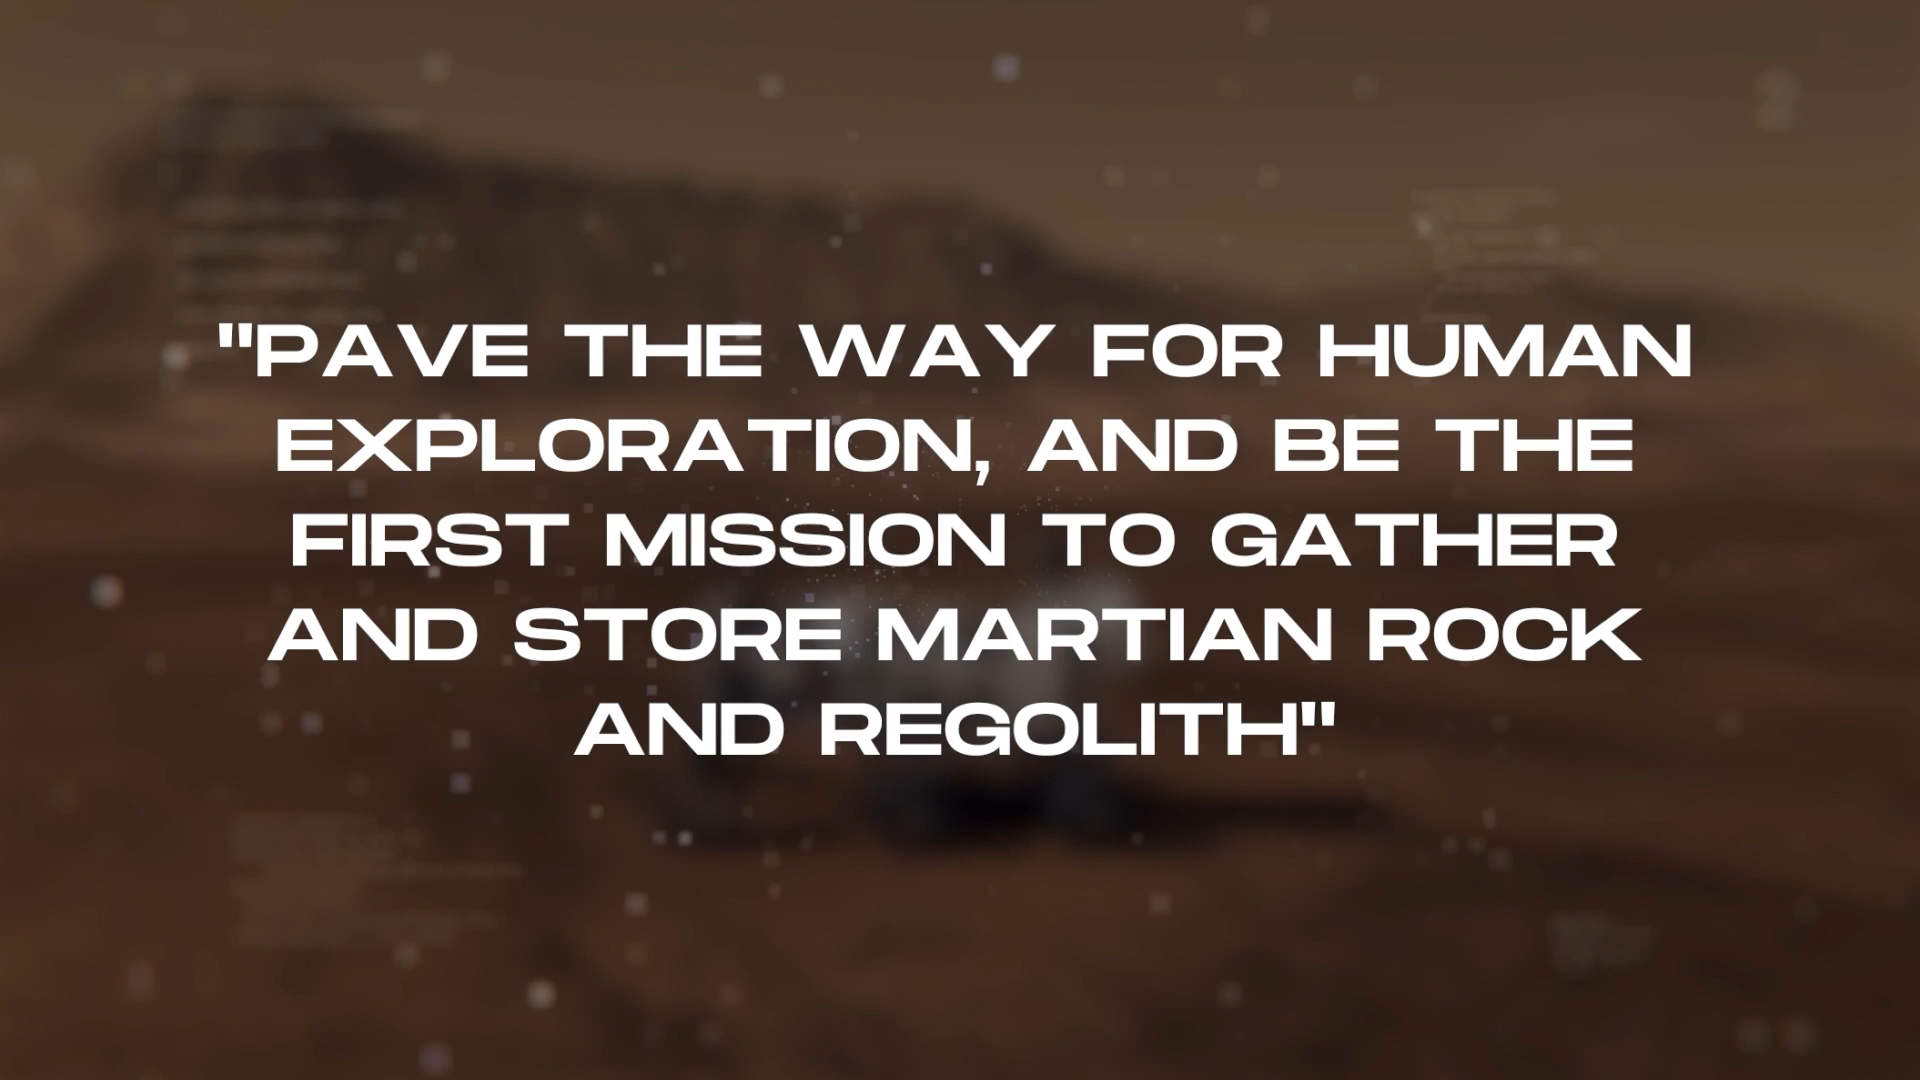 "PAVE THE WAY FOR HUMAN
EXPLORATION, AND BE THE
FIRST MISSION TO GATHER
AND STORE MARTIAN ROCK
AND REGOLITH"